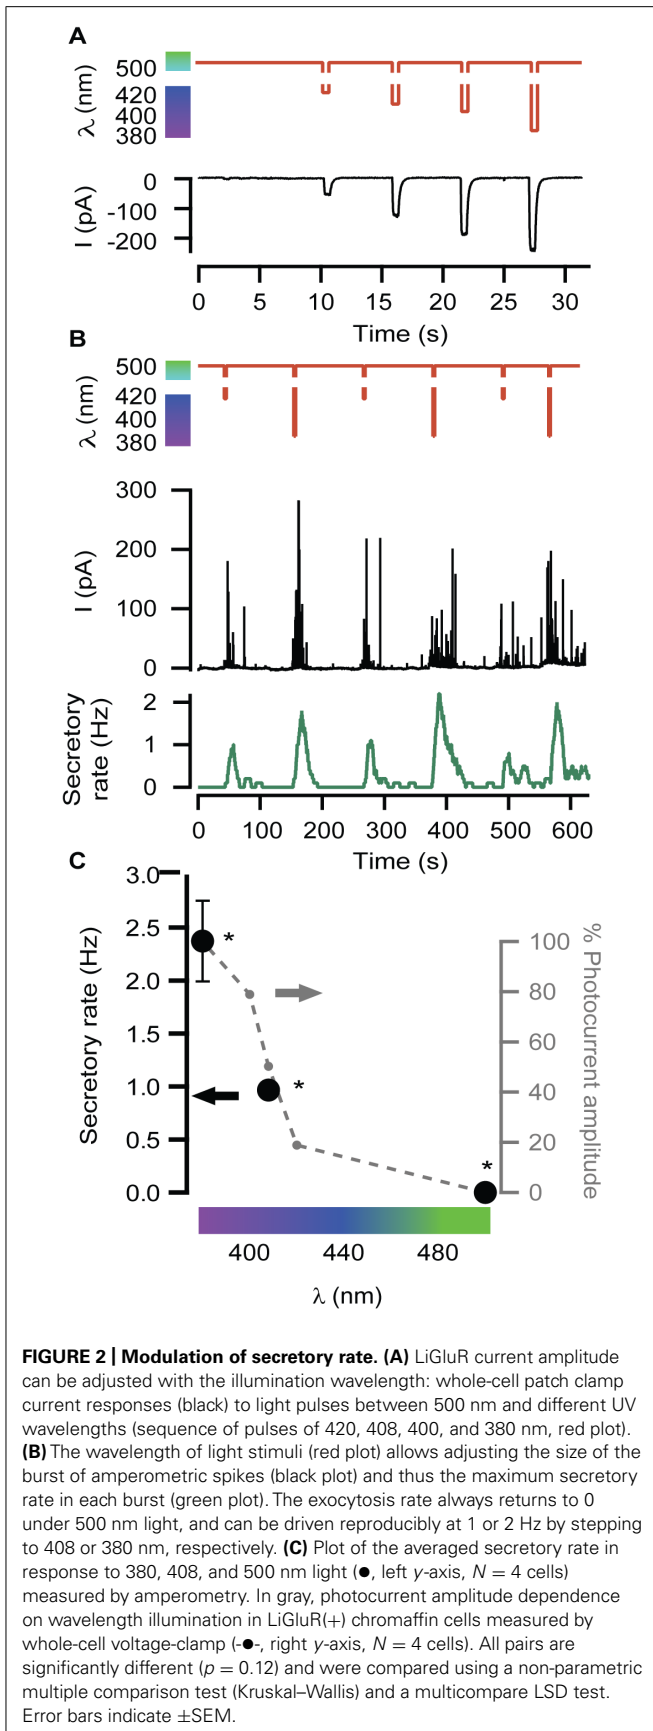 A
500
420
400
380
λ (nm)
0
-100
-200
I (pA)
0 5 10 15 20 25 30
Time (s)
B
500
420
400
380
λ (nm)
300
200
100
0
I (pA)
2
1
0
Secretory
rate (Hz)
0 100 200 300 400 500 600
Time (s)
C
3.0
2.5
2.0
1.5
1.0
0.5
0.0
Secretory rate (Hz)
*
*
*
100
80
60
40
20
0
% Photocurrent
amplitude
400 440 480
λ (nm)
FIGURE 2 | Modulation of secretory rate. (A) LiGluR current amplitude
can be adjusted with the illumination wavelength: whole-cell patch clamp
current responses (black) to light pulses between 500 nm and different UV
wavelengths (sequence of pulses of 420, 408, 400, and 380 nm, red plot).
(B) The wavelength of light stimuli (red plot) allows adjusting the size of the
burst of amperometric spikes (black plot) and thus the maximum secretory
rate in each burst (green plot). The exocytosis rate always returns to 0
under 500 nm light, and can be driven reproducibly at 1 or 2 Hz by stepping
to 408 or 380 nm, respectively. (C) Plot of the averaged secretory rate in
response to 380, 408, and 500 nm light (●, left y-axis, N = 4 cells)
measured by amperometry. In gray, photocurrent amplitude dependence
on wavelength illumination in LiGluR(+) chromaffin cells measured by
whole-cell voltage-clamp (-●-, right y-axis, N = 4 cells). All pairs are
significantly different (p = 0.12) and were compared using a non-parametric
multiple comparison test (Kruskal–Wallis) and a multicompare LSD test.
Error bars indicate ±SEM.